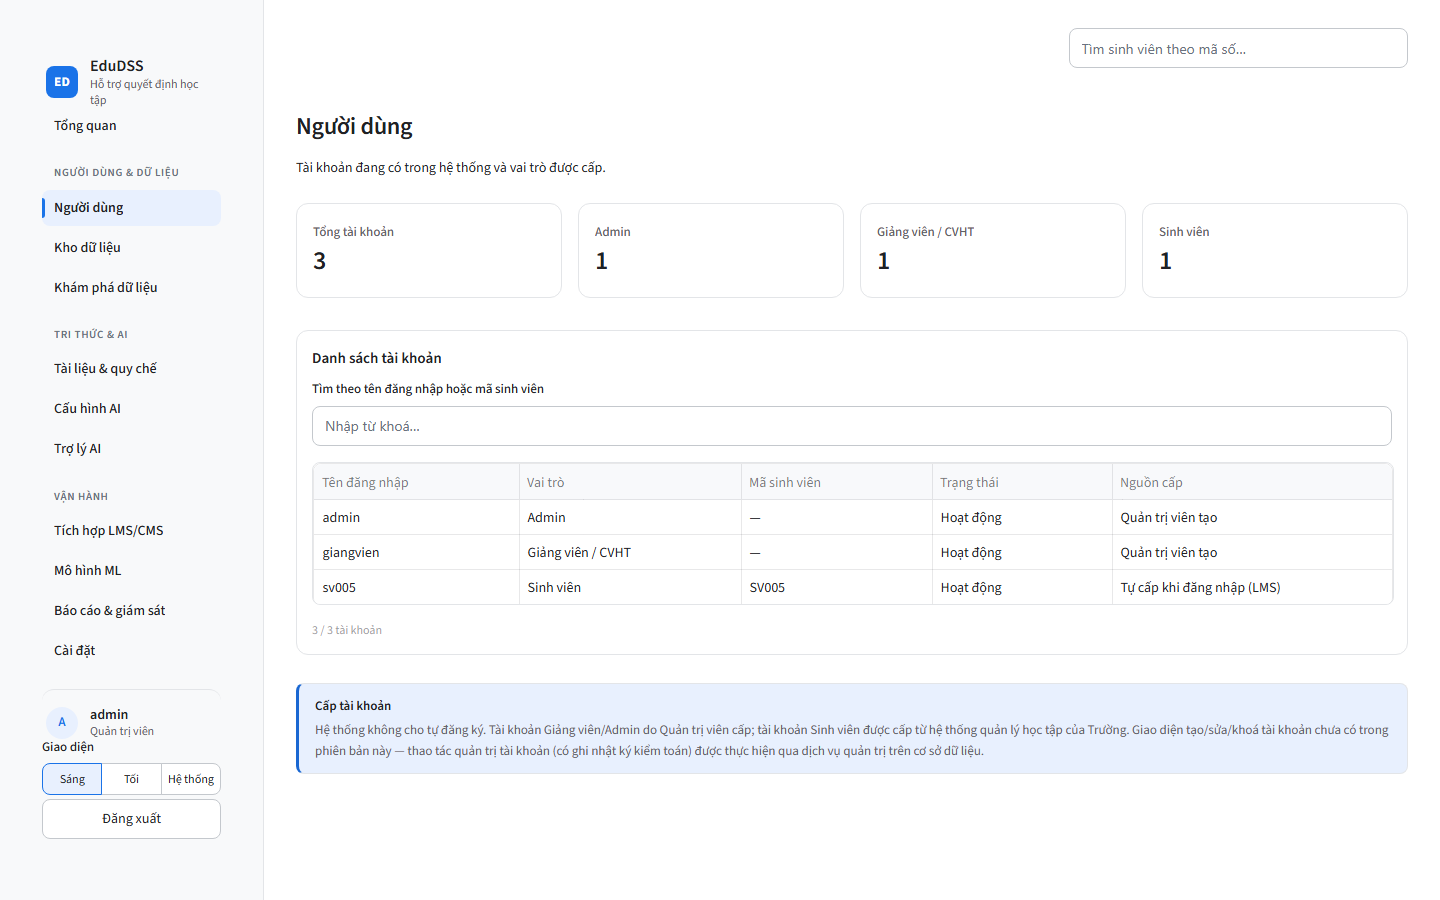 ED
EduDSS
Hỗ trợ quyết định học
tập
Tổng quan
NGƯỜI DÙNG & DỮ LIỆU
Người dùng
Kho dữ liệu
Khám phá dữ liệu
TRI THỨC & AI
Tài liệu & quy chế
Cấu hình AI
Trợ lý AI
VẬN HÀNH
Tích hợp LMS/CMS
Mô hình ML
Báo cáo & giám sát
Cài đặt
A
admin
Quản trị viên
Giao diện
Sáng Tối Hệ thống
Đăng xuất
Tìm sinh viên theo mã số...
Người dùng
Tài khoản đang có trong hệ thống và vai trò được cấp.
Tổng tài khoản
3
Admin
1
Giảng viên / CVHT
1
Sinh viên
1
Danh sách tài khoản
Tìm theo tên đăng nhập hoặc mã sinh viên
Nhập từ khoá...
Tên đăng nhập Vai trò Mã sinh viên Trạng thái Nguồn cấp
admin Admin — Hoạt động Quản trị viên tạo
giangvien Giảng viên / CVHT — Hoạt động Quản trị viên tạo
sv005 Sinh viên SV005 Hoạt động Tự cấp khi đăng nhập (LMS)
3 / 3 tài khoản
Cấp tài khoản
Hệ thống không cho tự đăng ký. Tài khoản Giảng viên/Admin do Quản trị viên cấp; tài khoản Sinh viên được cấp từ hệ thống quản lý học tập của Trường. Giao diện tạo/sửa/khoá tài khoản chưa có trong
phiên bản này — thao tác quản trị tài khoản (có ghi nhật ký kiểm toán) được thực hiện qua dịch vụ quản trị trên cơ sở dữ liệu.